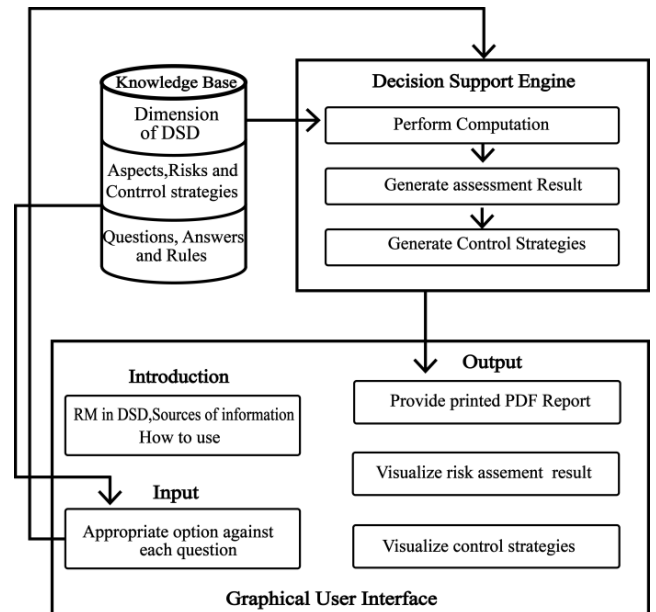 Knowledge Base
Dimension
of DSD
Aspects,Risks and
Contrrol strategies
Questions, Answers
and Rules
Decision Support Engine
Perform Computation
Generate assessment Result
Generate Control Strategies
Introduction
RM in DSD,Sources of information
How to use
Input
Appropriate option against
each question
Output
Provide printed PDF Report
Visualize risk assement result
Visualize control strategies
Graphical User Interface